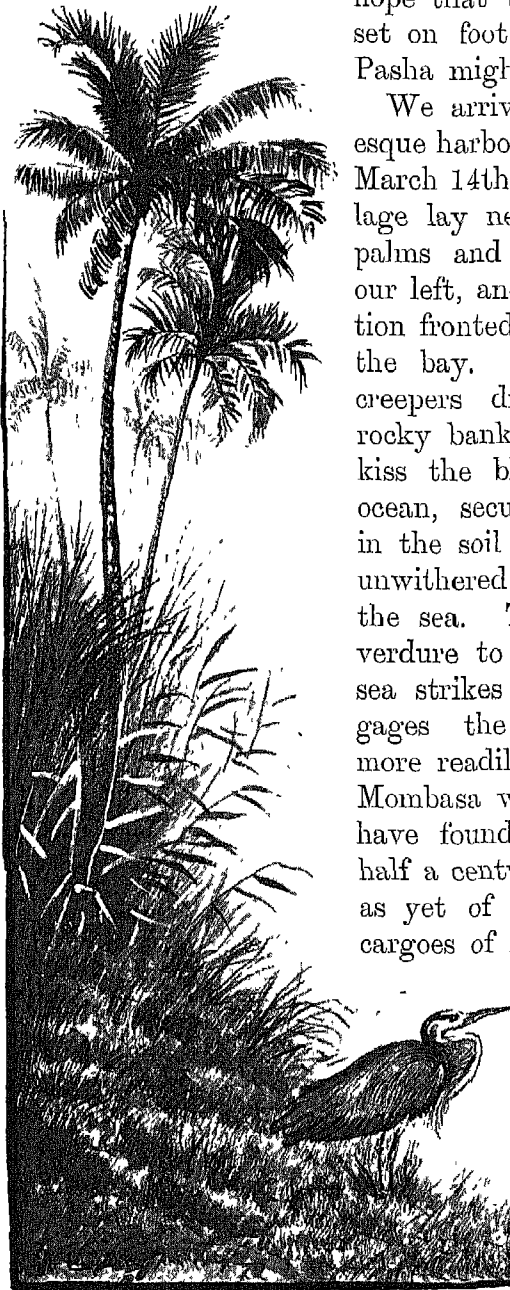 hope that t
set on foot
Pasha migh
We arriv
esque harbo
March 14th
lage lay ne
palms and
our left, an
tion fronted
the bay.
creepers d
rocky bank
kiss the b
ocean, secu
in the soil
unwithered
the sea. T
verdure to
sea strikes
gages the
more readil
Mombasa w
have found
half a cent
as yet of
cargoes of